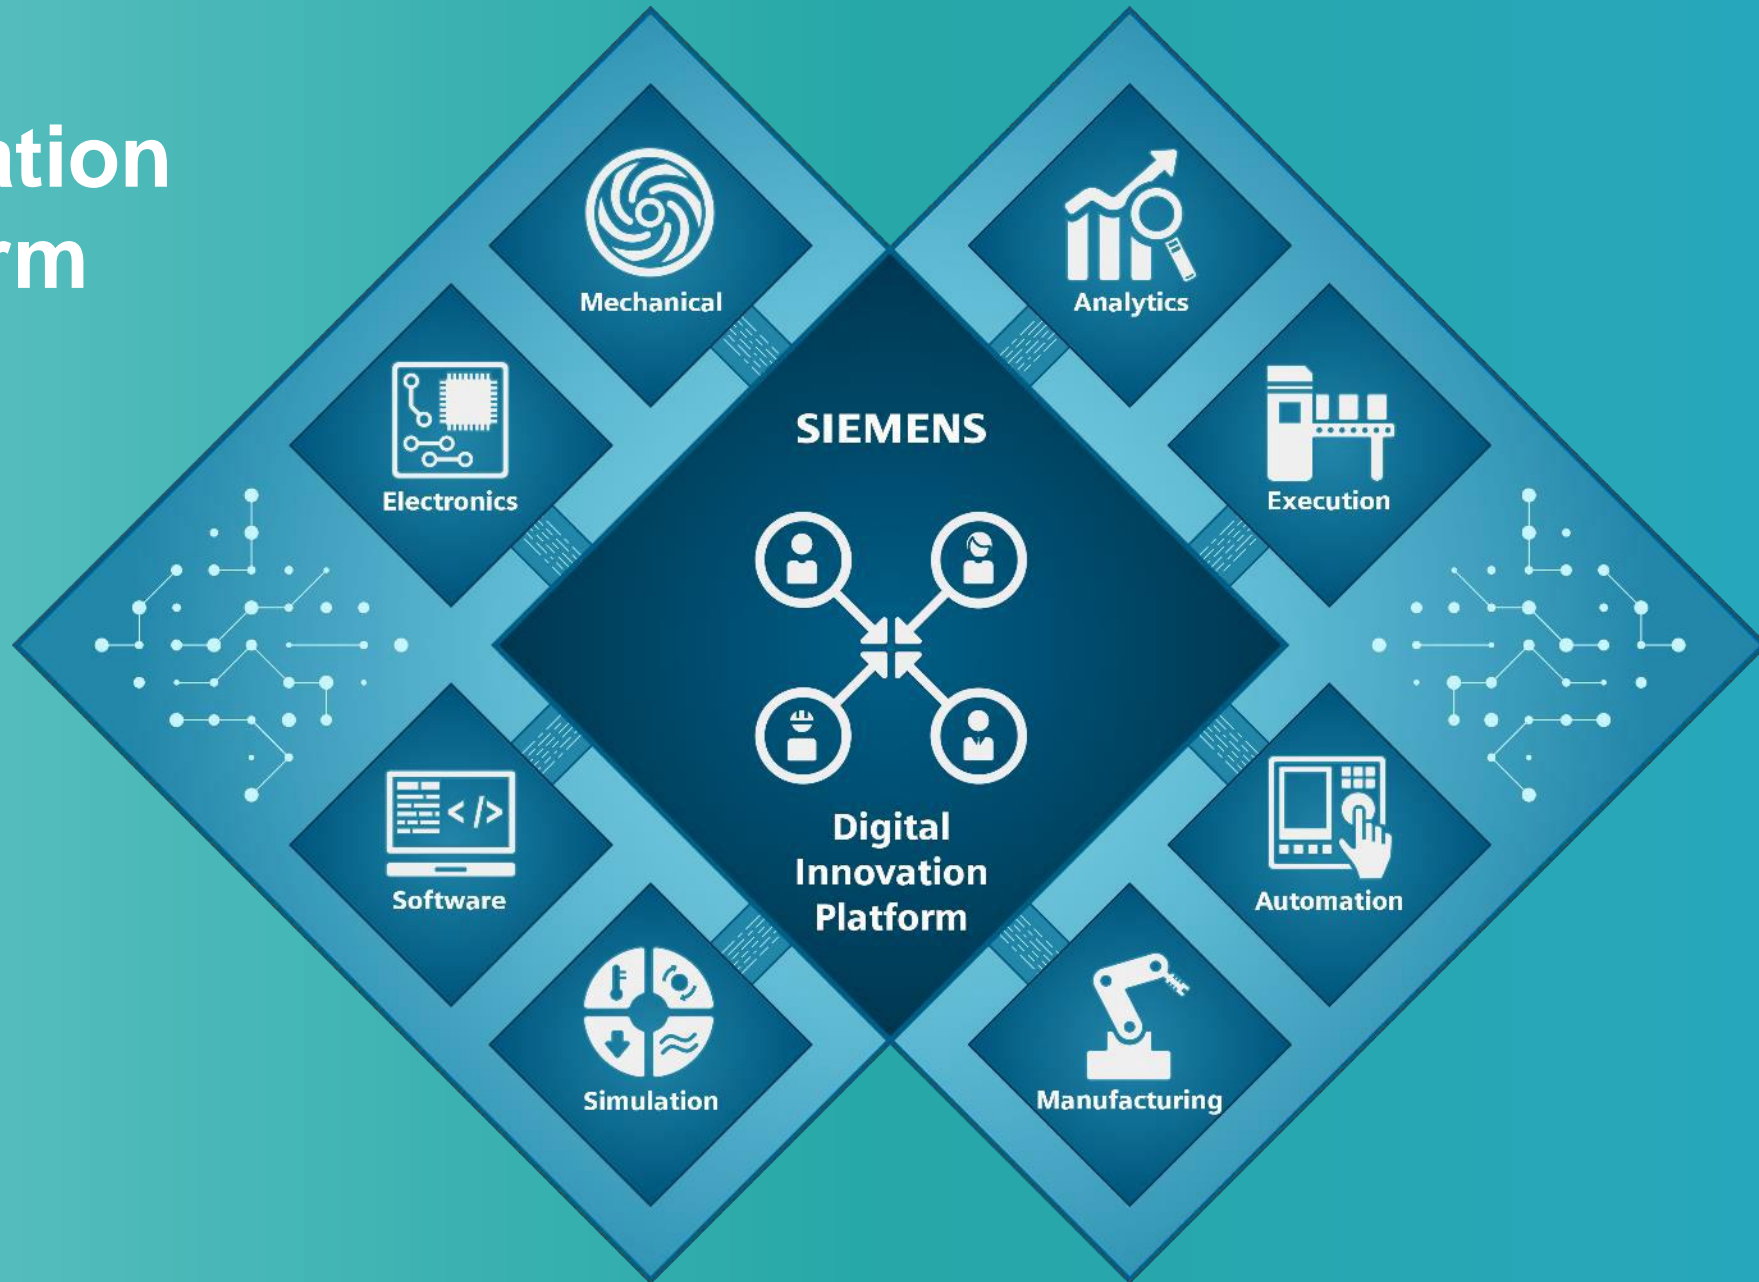 ation
rm
Mechanical
Analytics
Electronics
Execution
SIEMENS
</>
Digital
Innovation
Platform
Software
Automation
Simulation
Manufacturing